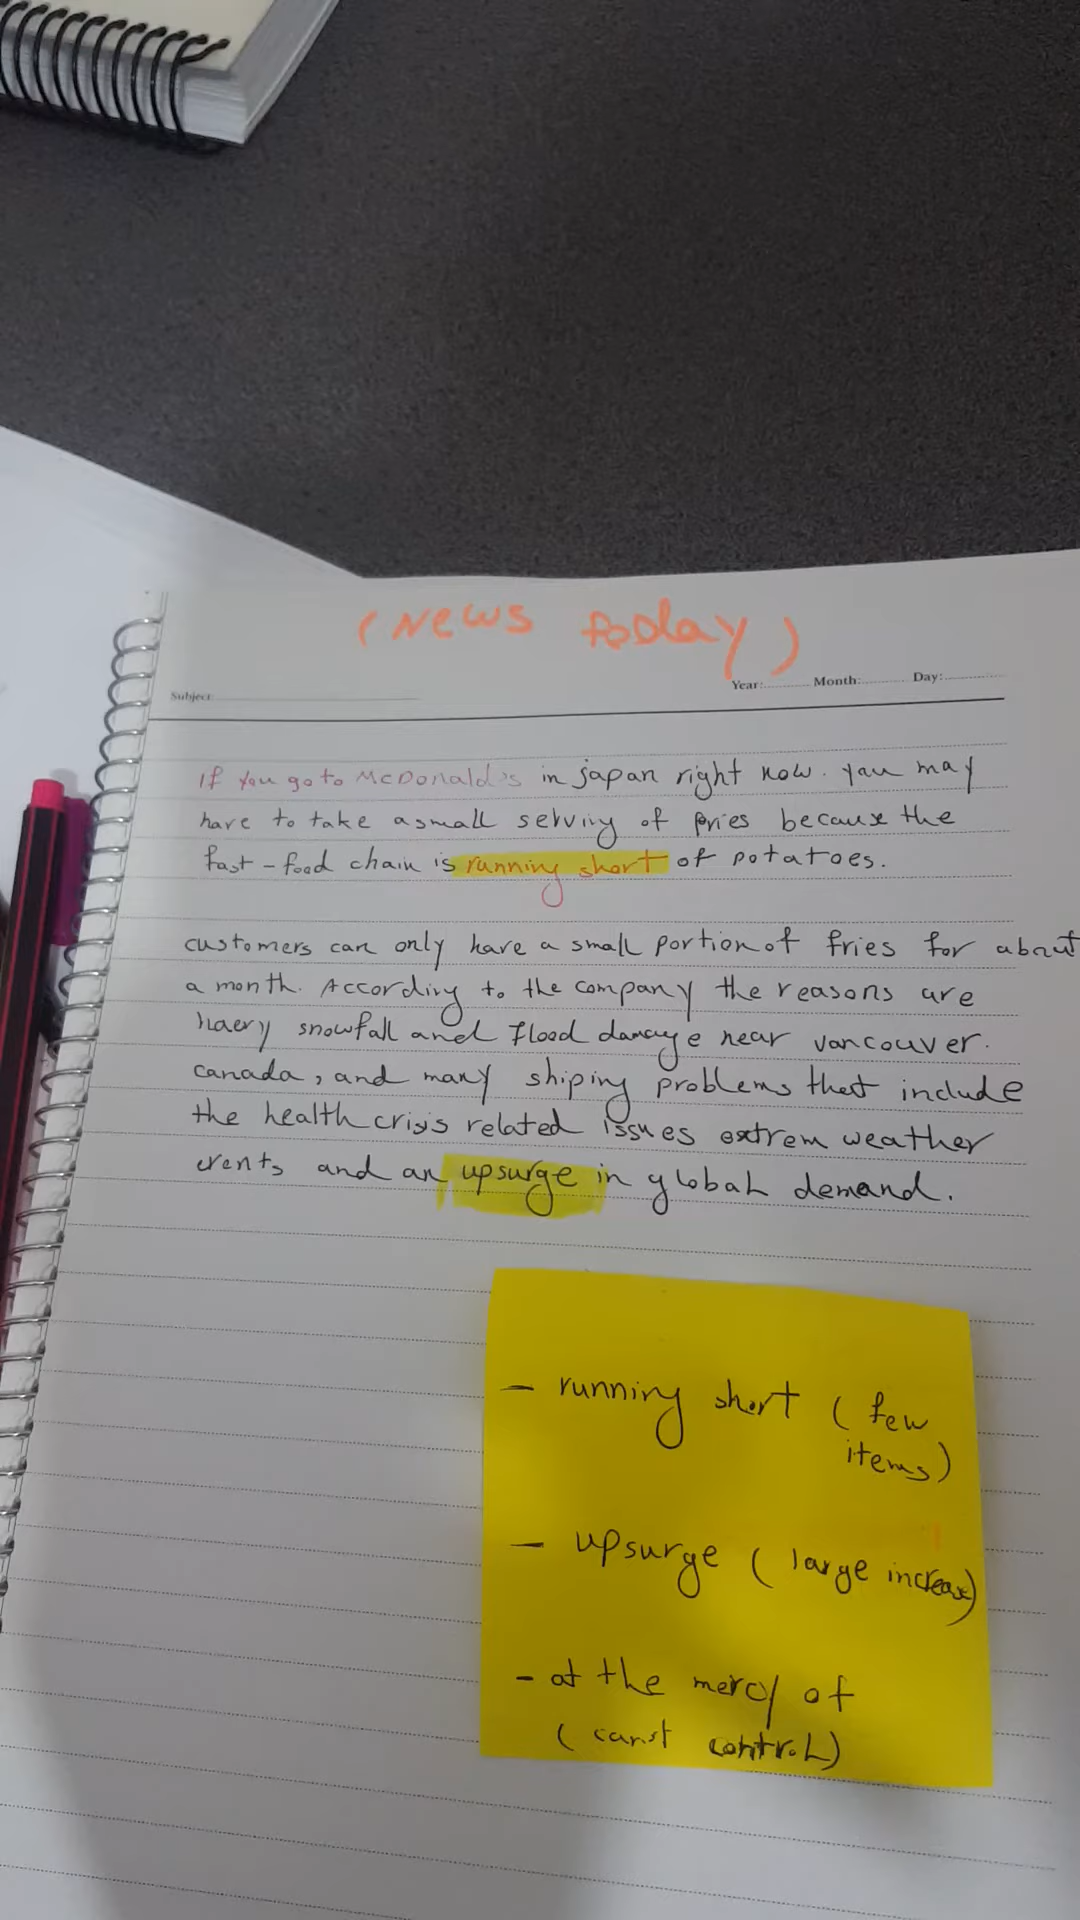 (News today)
Subject:
Year: Month: Day:
If you go to McDonald's in japan right now. you may
have to take a small serving of fries because the
fast-food chain is running short of potatoes.
customers can only have a small portion of fries for about
a month. According to the company the reasons are
haery snowfall and flood damage near vancouver.
canada, and many shiping problems that include
the health crisis related issues extrem weather
events and an upsurge in global demand.
- running short (few
items)
- upsurge (large increase)
- at the mercy of
(can't control)